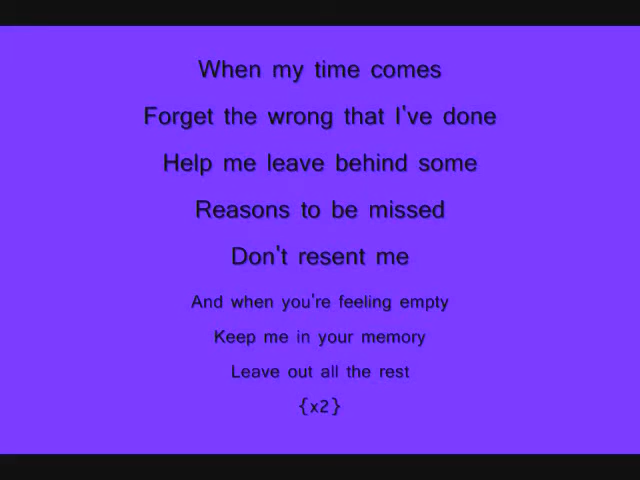 When my time comes
Forget the wrong that I've done
Help me leave behind some
Reasons to be missed
Don't resent me
And when you're feeling empty
Keep me in your memory
Leave out all the rest
{x2}